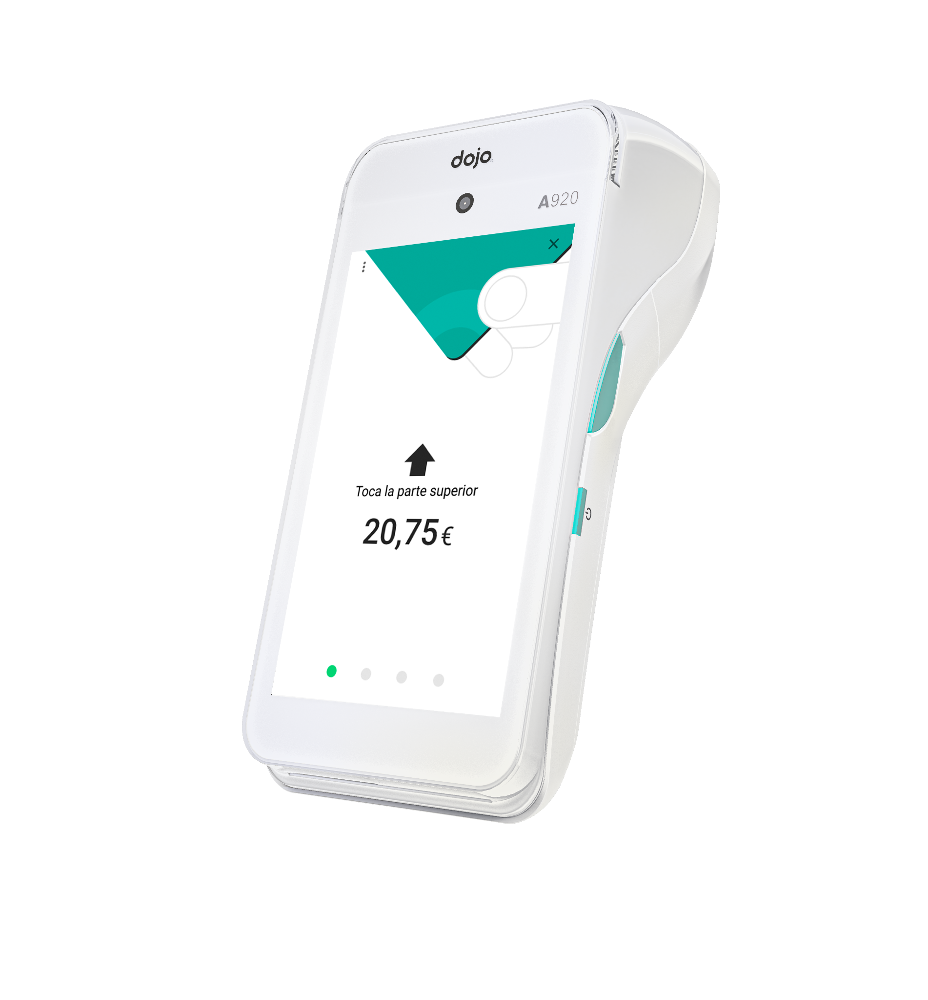 dojo
A920
Toca la parte superior
20,75 €